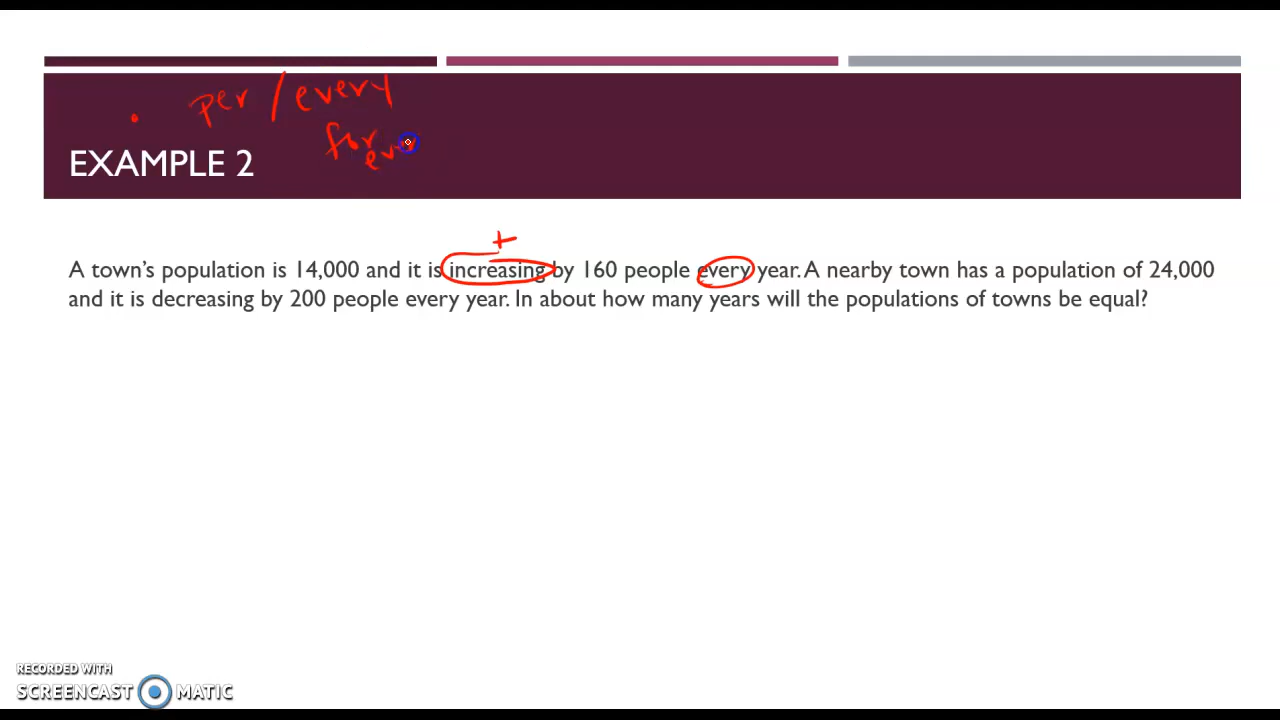 • per / every
for
EXAMPLE 2
+
A town's population is 14,000 and it is increasing by 160 people every year. A nearby town has a population of 24,000
and it is decreasing by 200 people every year. In about how many years will the populations of towns be equal?
RECORDED WITH
SCREENCAST MATIC